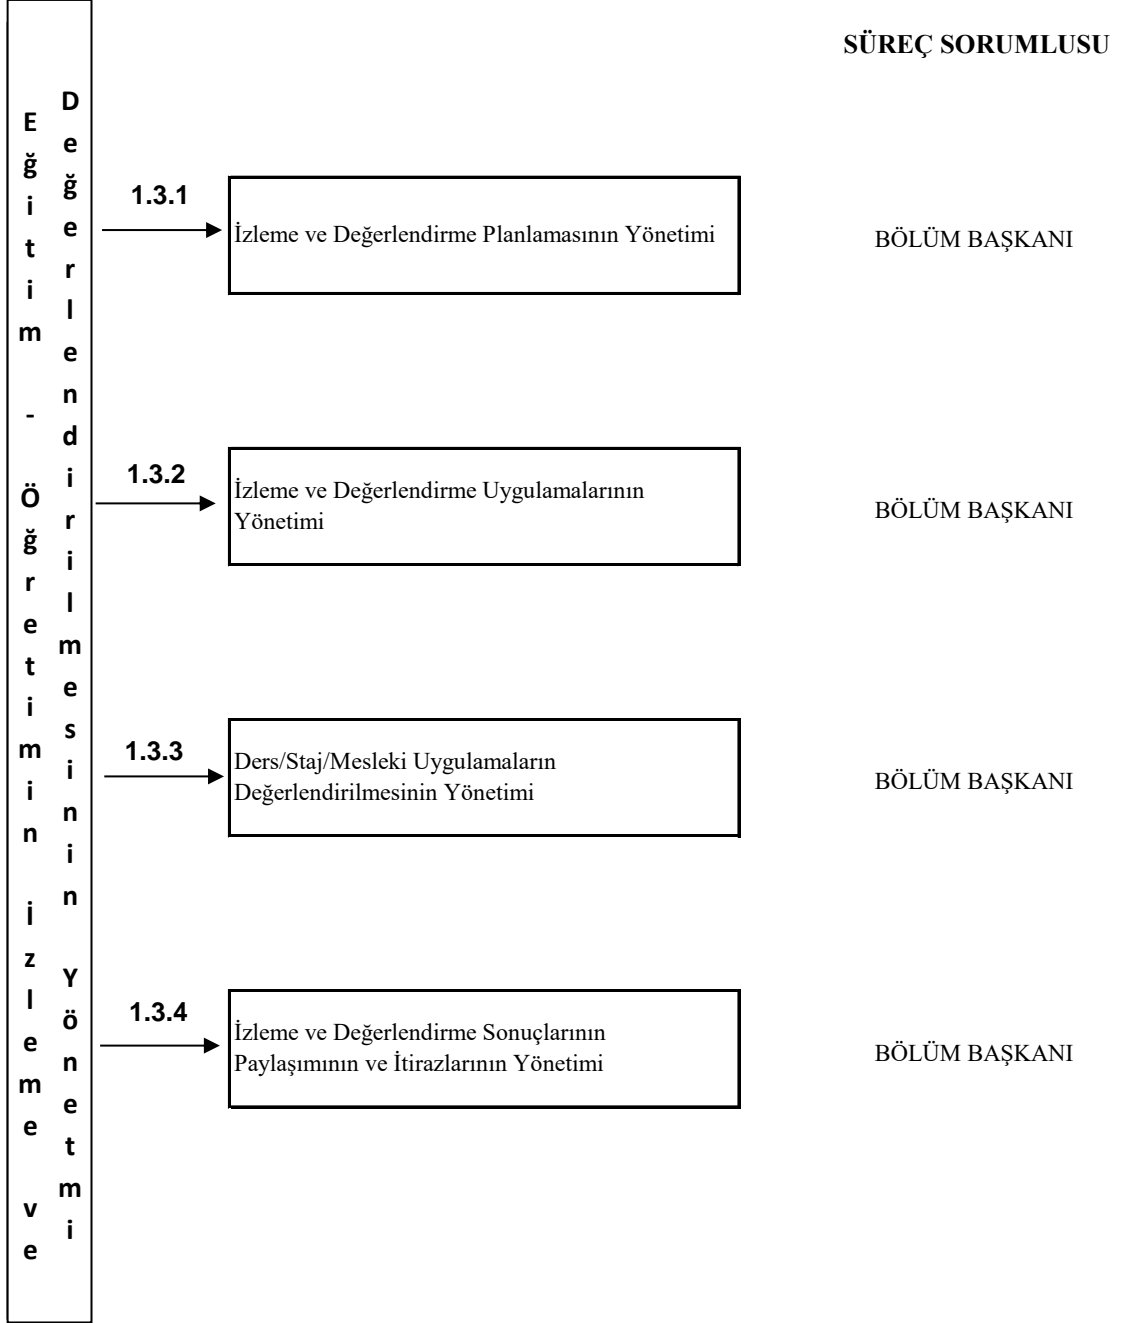 Eğitim - Öğretimin İzleme ve
Değerlendirilmesinin Yönetmi
SÜREÇ SORUMLUSU
1.3.1
İzleme ve Değerlendirme Planlamasının Yönetimi
BÖLÜM BAŞKANI
1.3.2
İzleme ve Değerlendirme Uygulamalarının
Yönetimi
BÖLÜM BAŞKANI
1.3.3
Ders/Staj/Mesleki Uygulamaların
Değerlendirilmesinin Yönetimi
BÖLÜM BAŞKANI
1.3.4
İzleme ve Değerlendirme Sonuçlarının
Paylaşımının ve İtirazlarının Yönetimi
BÖLÜM BAŞKANI